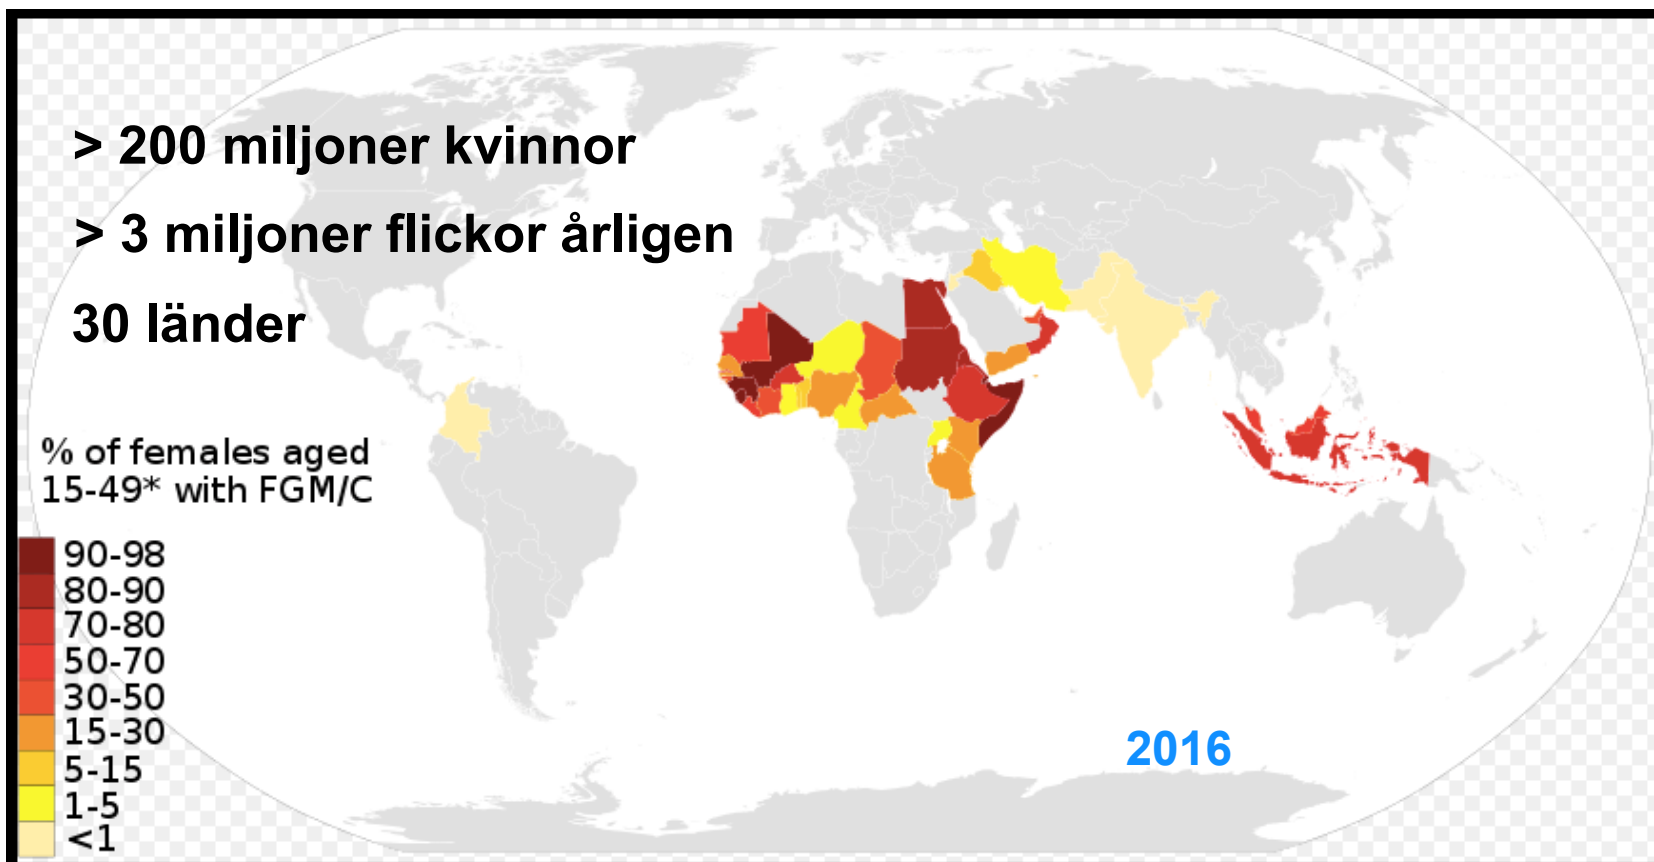 > 200 miljoner kvinnor
> 3 miljoner flickor årligen
30 länder
% of females aged
15-49* with FGM/C
90-98
80-90
70-80
50-70
30-50
15-30
5-15
1-5
<1
2016